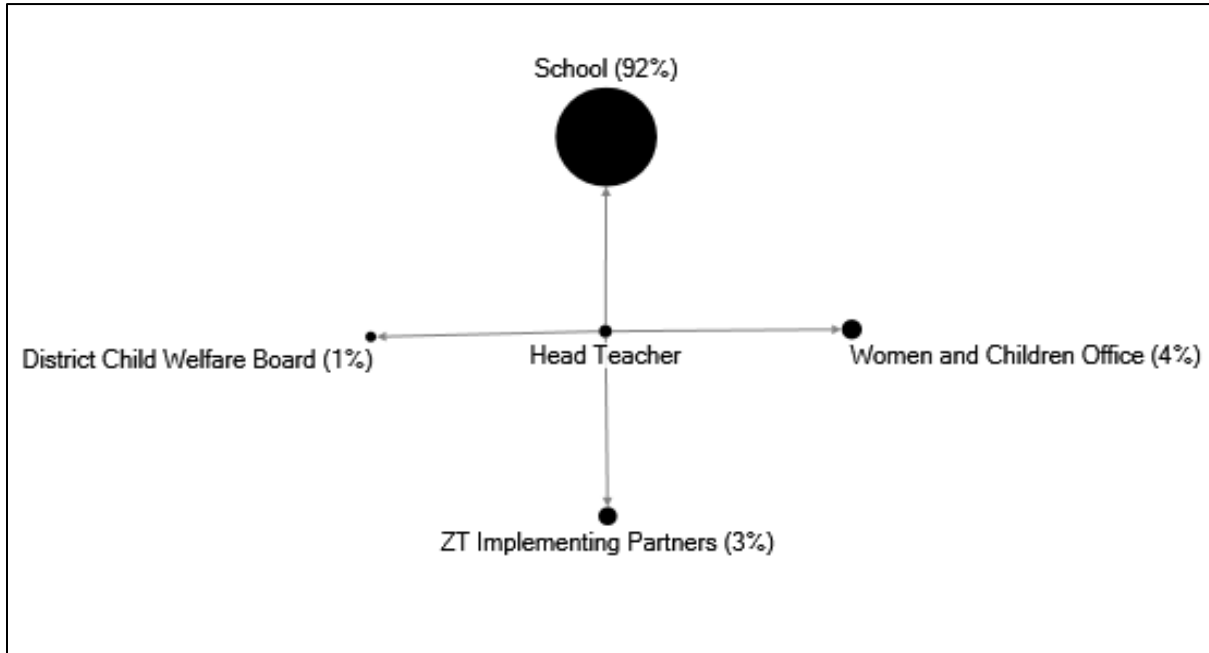 School (92%)
Head Teacher
District Child Welfare Board (1%)
Women and Children Office (4%)
ZT Implementing Partners (3%)